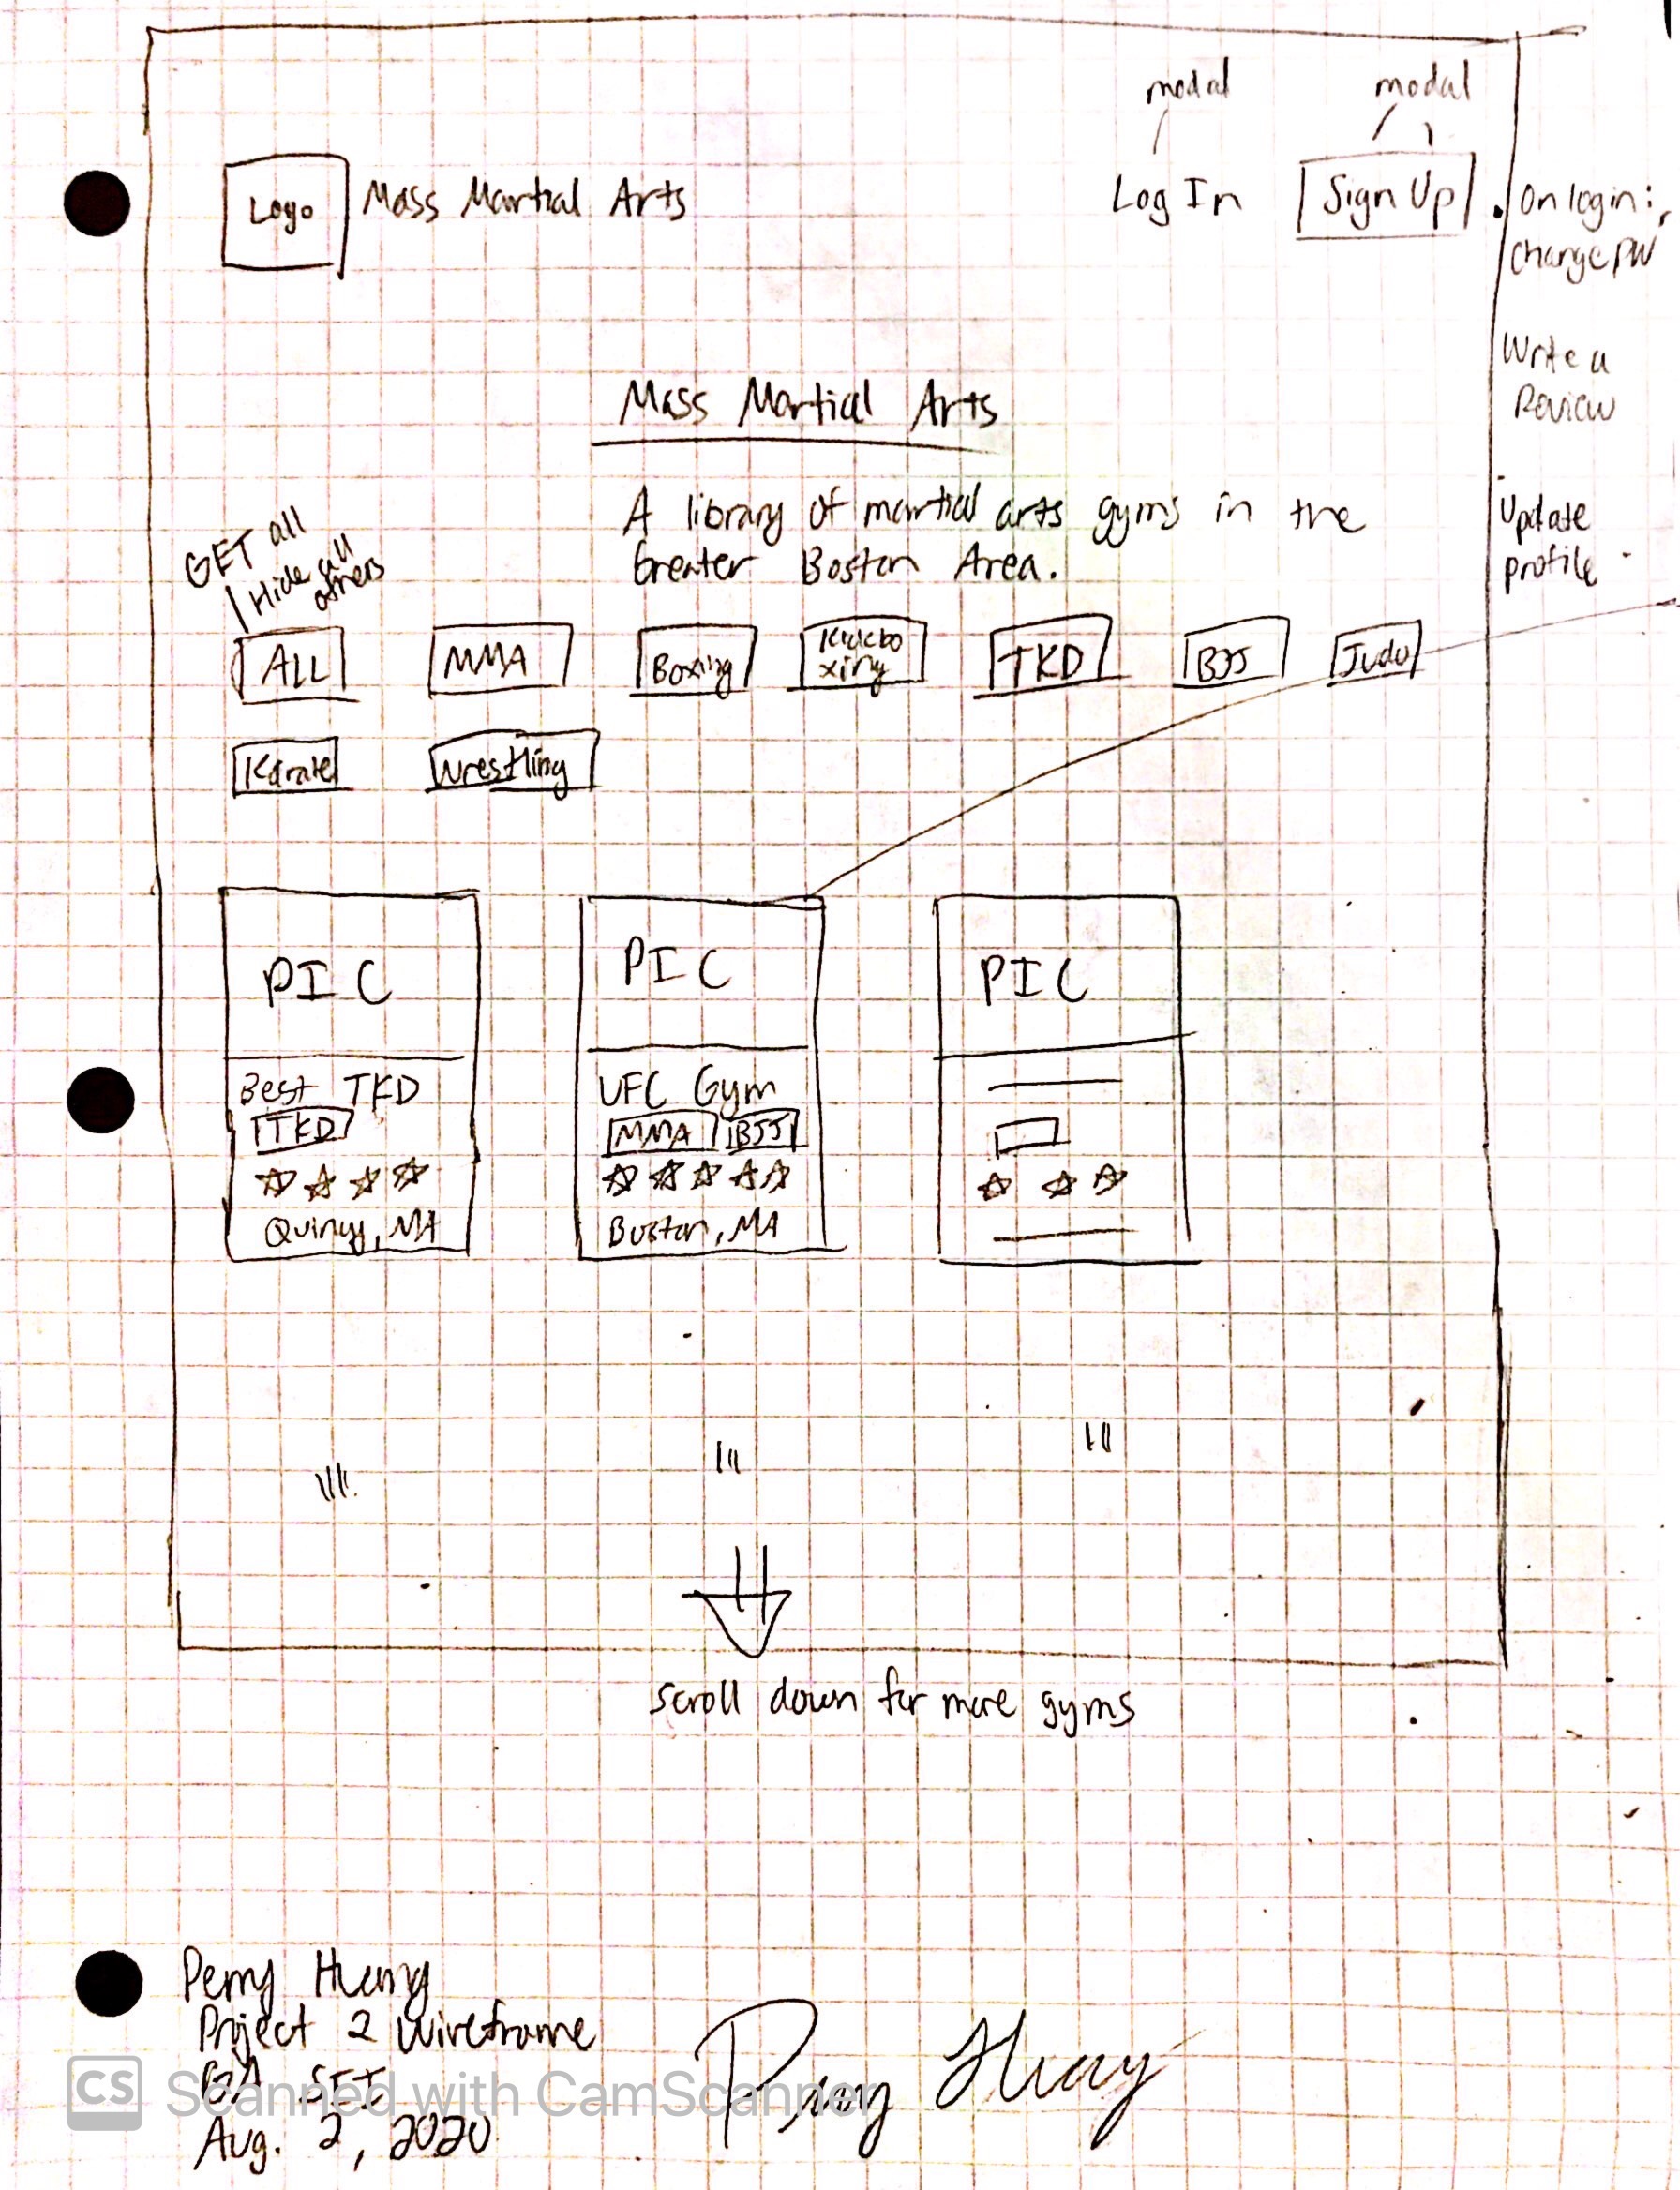 modal modal
Logo Mass Martial Arts Log In Sign Up On login:
Change PW
Write a
Review
Mass Martial Arts
A library of martial arts gyms in the
Greater Boston Area.
Update
profile
GET all
Hide all
others
ALL MMA Boxing Kickbo
xing TKD BJJ Judo
Karate Wrestling
PIC PIC PIC
Best TKD UFC Gym
TKD MMA BJJ
Quincy, MA Boston, MA
Scroll down for more gyms
Perry Huang
Project 2 Wireframe
GA SEI
Aug. 2, 2020
Perry Huang
CS Scanned with CamScanner